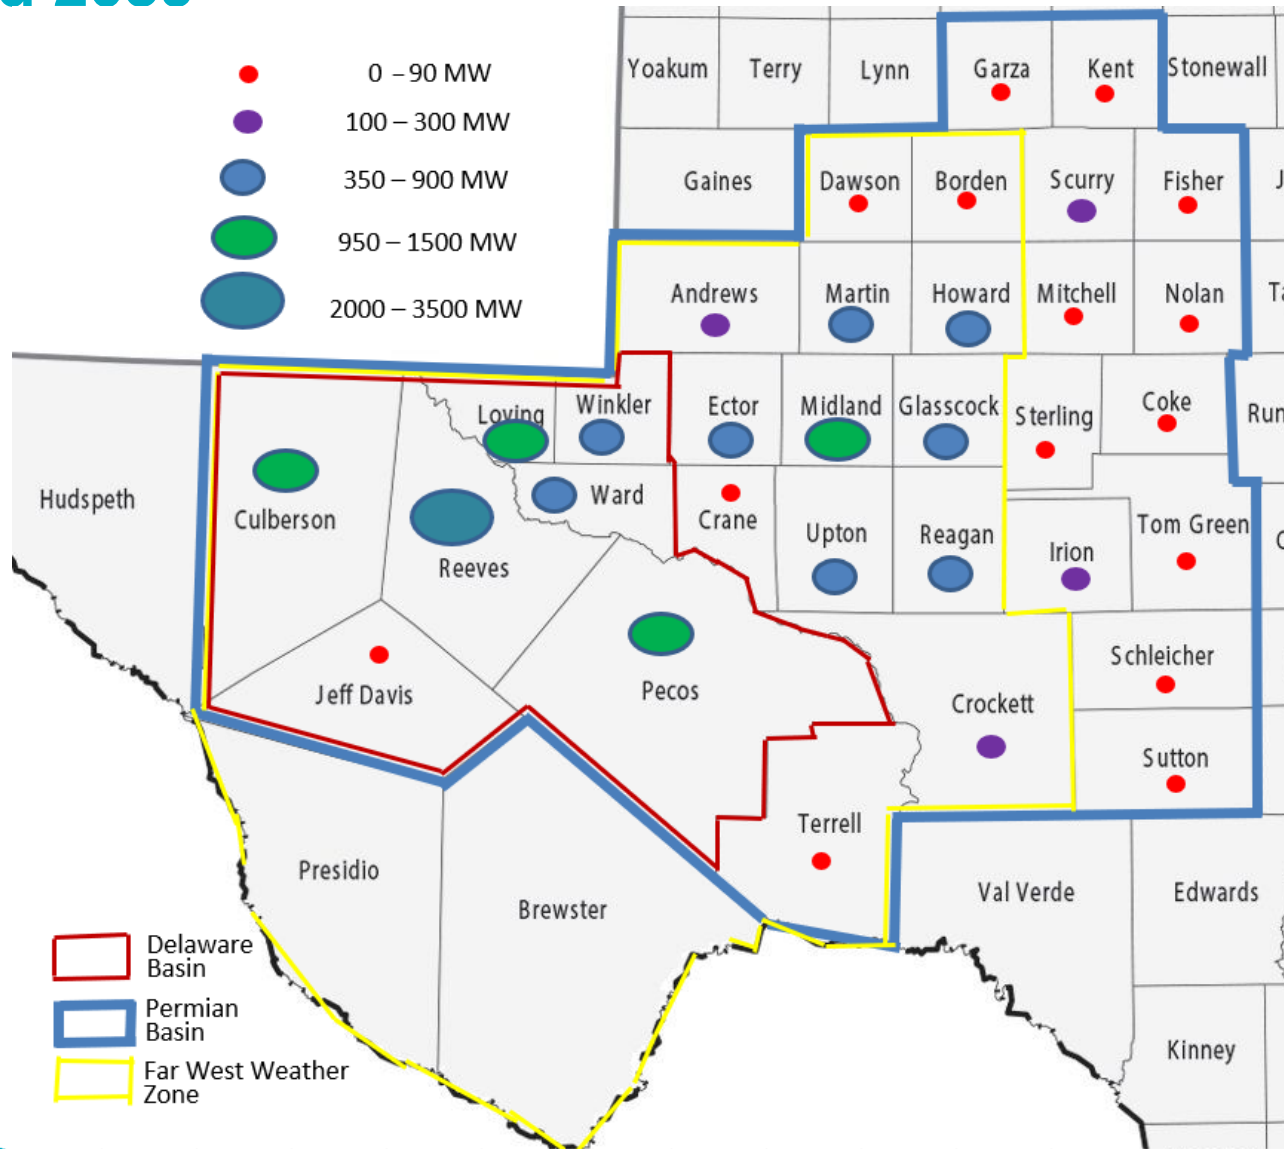 0 – 90 MW
100 – 300 MW
350 – 900 MW
950 – 1500 MW
2000 – 3500 MW
Yoakum
Terry
Lynn
Garza
Kent
Stonewall
Gaines
Dawson
Borden
Scurry
Fisher
Andrews
Martin
Howard
Mitchell
Nolan
Loving
Winkler
Ector
Midland
Glasscock
Sterling
Coke
Hudspeth
Culberson
Reeves
Ward
Crane
Upton
Reagan
Irion
Tom Green
Jeff Davis
Pecos
Crockett
Schleicher
Sutton
Terrell
Presidio
Brewster
Val Verde
Edwards
Kinney
Delaware
Basin
Permian
Basin
Far West Weather
Zone